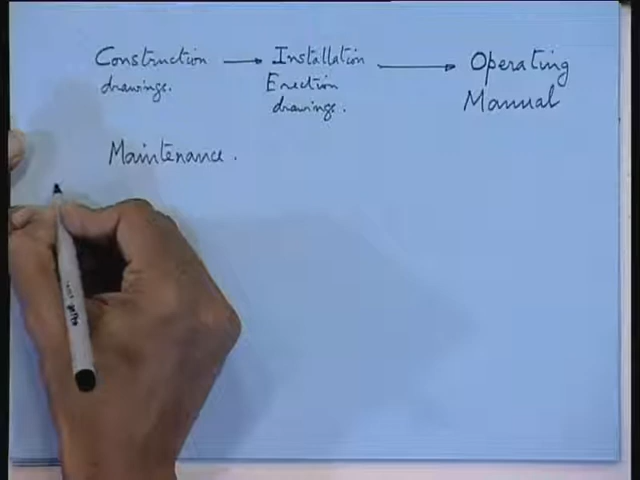 Construction → Installation → Operating
drawings. Erection Manual
drawings.
Maintenance.